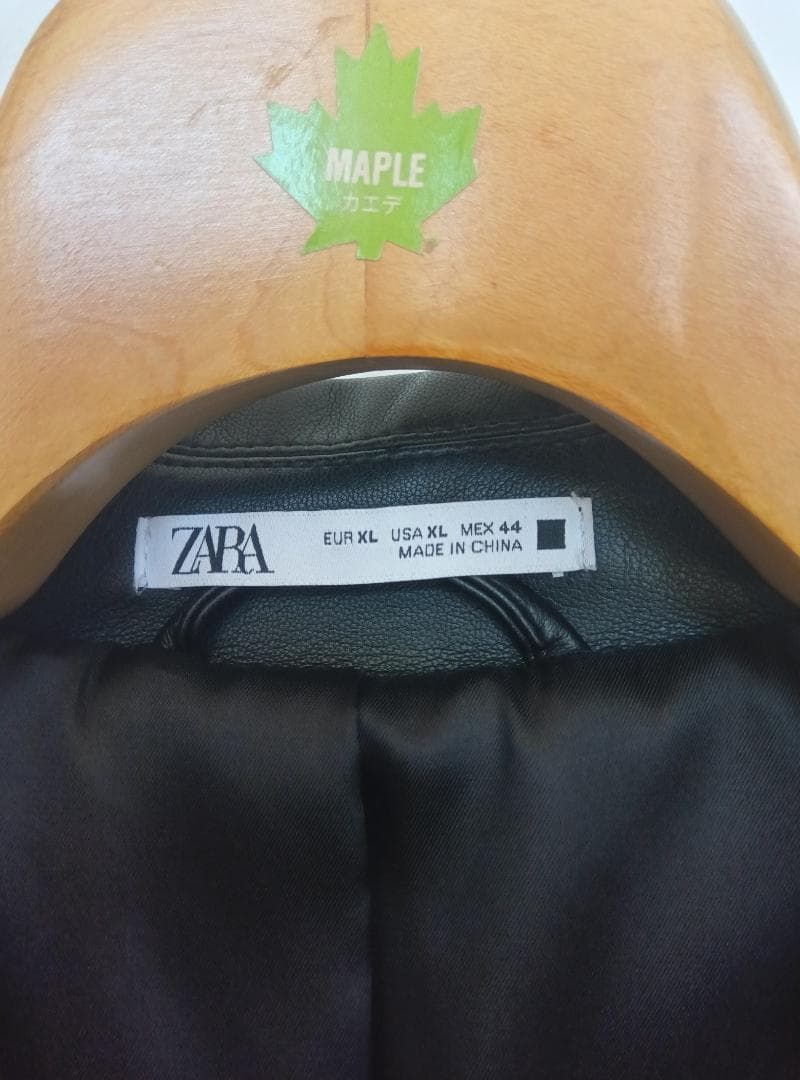 MAPLE
カエデ
ZARA
EUR XL USA XL MEX 44
MADE IN CHINA